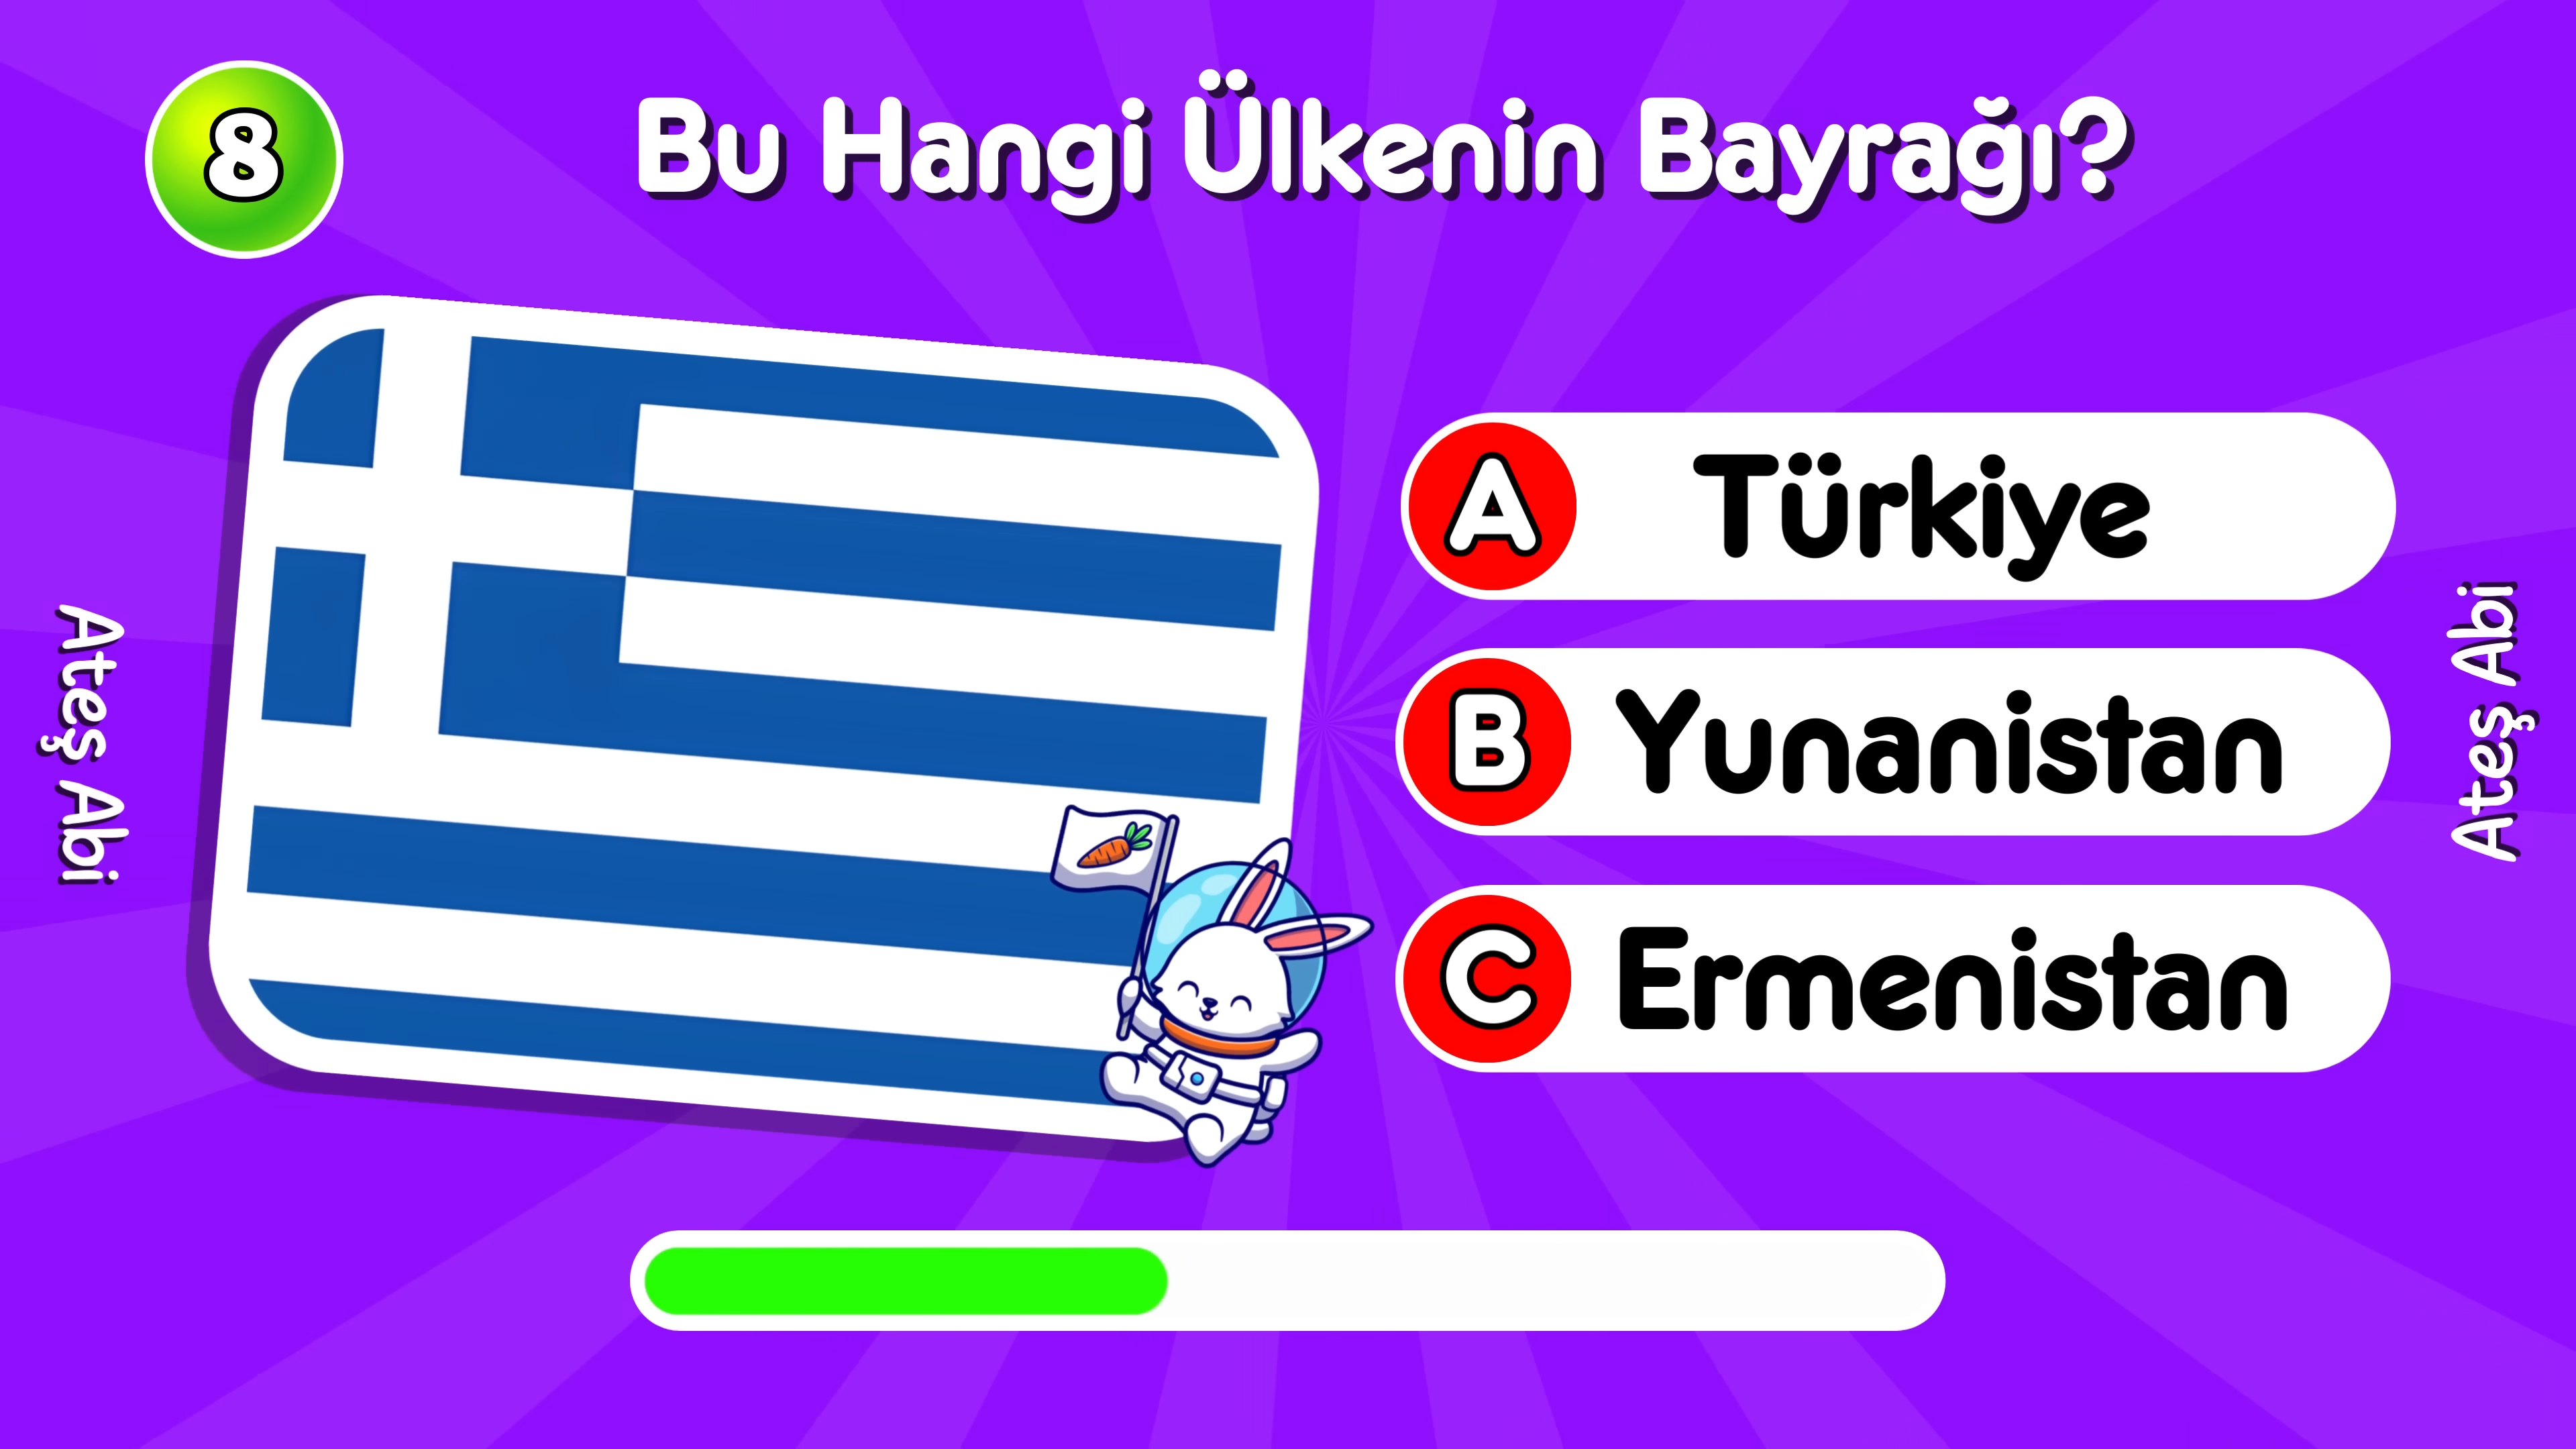 8
Bu Hangi Ülkenin Bayrağı?
A Türkiye
B Yunanistan
C Ermenistan
Ateş Abi
Ateş Abi